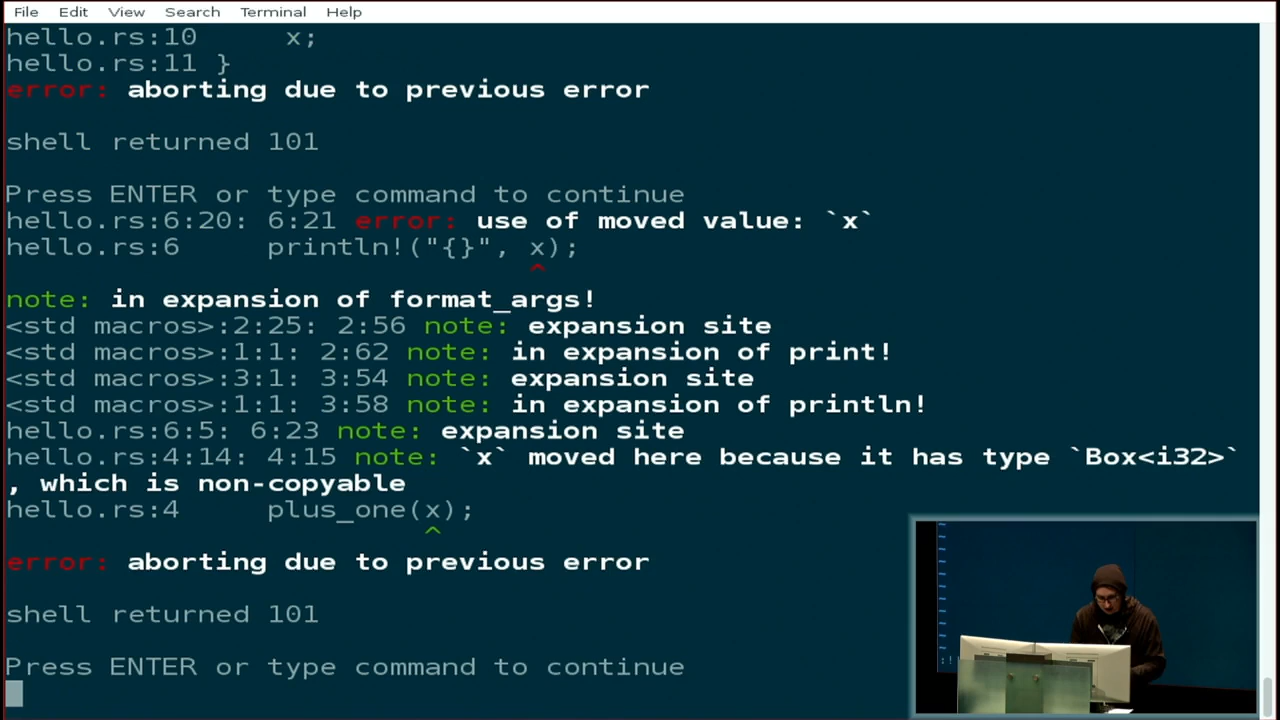 File Edit View Search Terminal Help
hello.rs:10     x;
hello.rs:11 }
error: aborting due to previous error
shell returned 101
Press ENTER or type command to continue
hello.rs:6:20: 6:21 error: use of moved value: `x`
hello.rs:6     println!("{}", x);
^
note: in expansion of format_args!
<std macros>:2:25: 2:56 note: expansion site
<std macros>:1:1: 2:62 note: in expansion of print!
<std macros>:3:1: 3:54 note: expansion site
<std macros>:1:1: 3:58 note: in expansion of println!
hello.rs:6:5: 6:23 note: expansion site
hello.rs:4:14: 4:15 note: `x` moved here because it has type `Box<i32>`
, which is non-copyable
hello.rs:4     plus_one(x);
^
error: aborting due to previous error
shell returned 101
Press ENTER or type command to continue